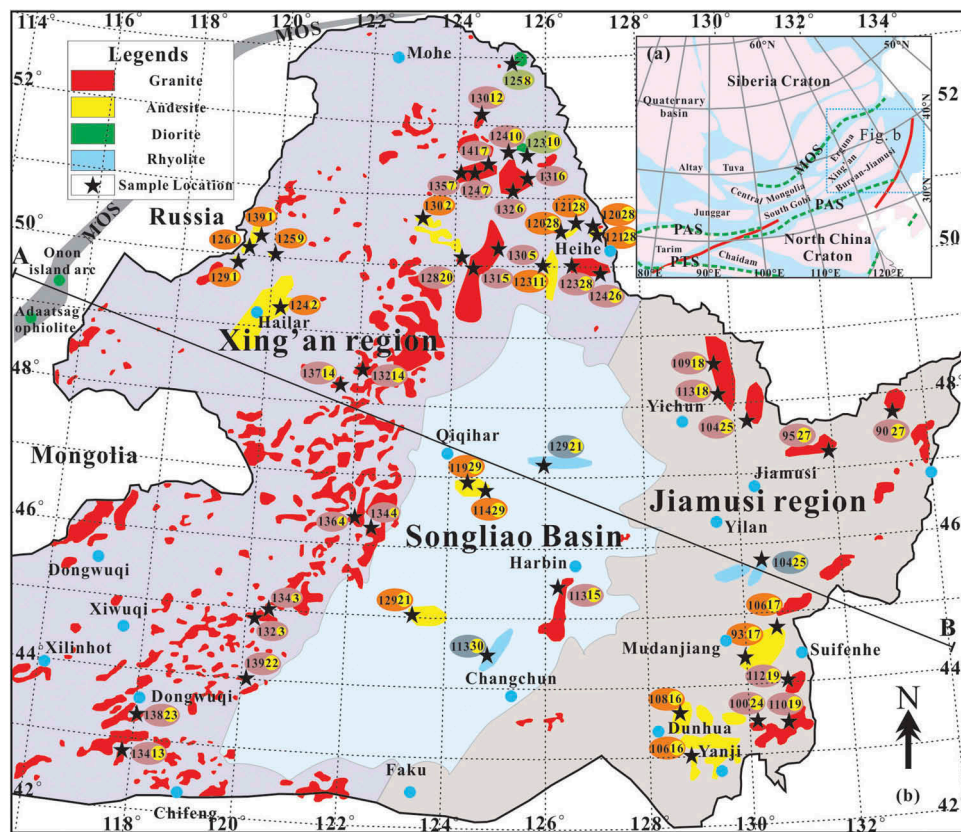 114°
116°
118°
120°
122°
124°
126°
128°
130°
132°
134°
MOS
Legends
Granite
Andesite
Diorite
Rhyolite
Sample Location
Mohe
1258
(a)
60°N
50°N
Siberia Craton
Quaternary
basin
40°N
Fig. b
MOS
Erguna
Xing'an
Burean-Jiamusi
Altay
Tuva
Central Mongolia
30°N
South Gobi
PAS
Junggar
PAS
Tarim
PTS
Chaidam
North China
Craton
80°E
90°E
100°E
110°E
120°E
52°
52°
13012
12410
12310
1417
1316
1357
1247
1326
1302
12128
12028
12028
12128
50°
50°
Russia
1391
1261
1259
1291
MOS
Heihe
1305
12820
1315
12311
12328
12426
A
Onon
island arc
Adaatsag
ophiolite
1242
Hailar
Xing'an region
13714
13214
48°
48°
10918
11318
Yichun
10425
9527
9027
Jiamusi
Mongolia
Qiqihar
12921
11929
11429
Jiamusi region
Yilan
46°
46°
1364
1344
Songliao Basin
Harbin
10425
Dongwuqi
11315
Xiwuqi
1343
1323
12921
10617
9317
B
Mudanjiang
Suifenhe
Xilinhot
44°
44°
13922
11330
Changchun
11219
Dongwuqi
13823
10816
10024
11019
Dunhua
N
13413
10616
Yanji
42°
42°
Chifeng
Faku
(b)
118°
120°
122°
124°
126°
128°
130°
132°